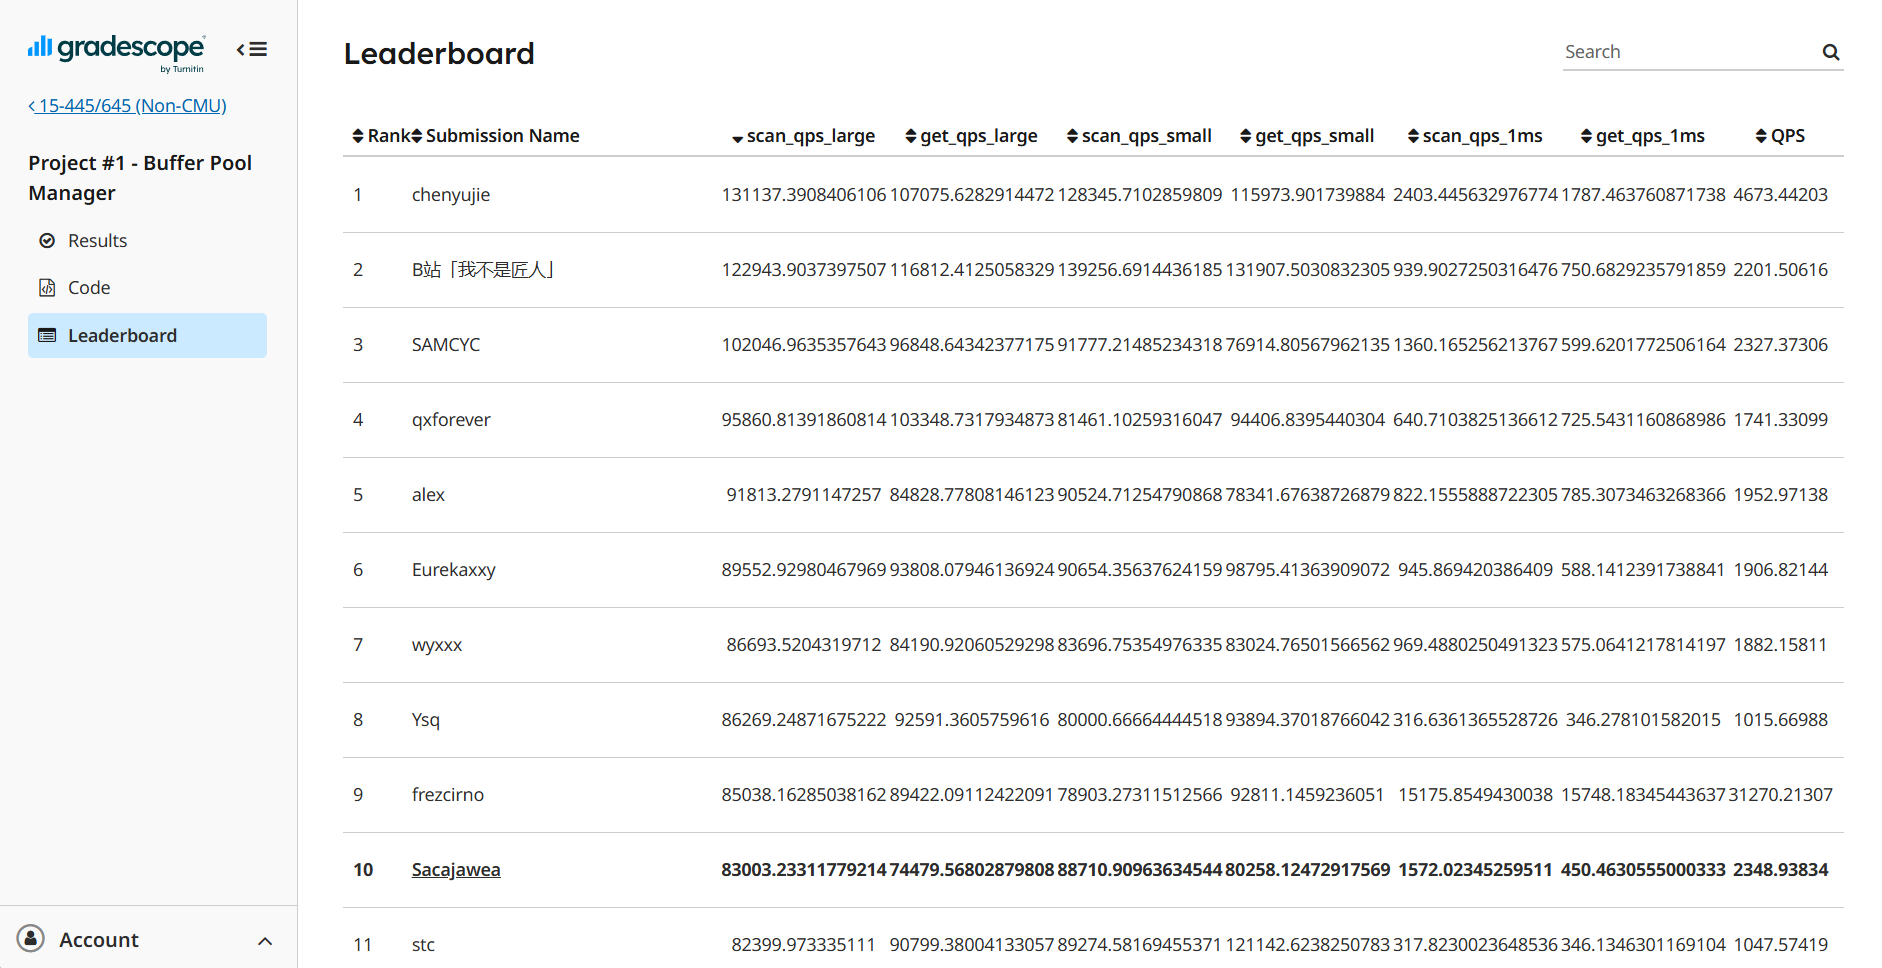 gradescope
by Turnitin
15-445/645 (Non-CMU)
Project #1 - Buffer Pool
Manager
Results
Code
Leaderboard
Account
Leaderboard
Search
Rank Submission Name scan_qps_large get_qps_large scan_qps_small get_qps_small scan_qps_1ms get_qps_1ms QPS
1 chenyujie 131137.3908406106 107075.6282914472 128345.7102859809 115973.901739884 2403.445632976774 1787.463760871738 4673.44203
2 B站「我不是匠人」 122943.9037397507 116812.4125058329 139256.6914436185 131907.5030832305 939.9027250316476 750.6829235791859 2201.50616
3 SAMCYC 102046.9635357643 96848.64342377175 91777.21485234318 76914.80567962135 1360.165256213767 599.6201772506164 2327.37306
4 qxforever 95860.81391860814 103348.7317934873 81461.10259316047 94406.8395440304 640.7103825136612 725.5431160868986 1741.33099
5 alex 91813.2791147257 84828.77808146123 90524.71254790868 78341.67638726879 822.1555888722305 785.3073463268366 1952.97138
6 Eurekaxxy 89552.92980467969 93808.07946136924 90654.35637624159 98795.41363909072 945.869420386409 588.1412391738841 1906.82144
7 wyxxx 86693.5204319712 84190.92060529298 83696.75354976335 83024.76501566562 969.4880250491323 575.0641217814197 1882.15811
8 Ysq 86269.24871675222 92591.3605759616 80000.66664444518 93894.37018766042 316.6361365528726 346.278101582015 1015.66988
9 frezcirno 85038.16285038162 89422.09112422091 78903.27311512566 92811.1459236051 15175.8549430038 15748.18345443637 31270.21307
10 Sacajawea 83003.23311779214 74479.56802879808 88710.90963634544 80258.12472917569 1572.02345259511 450.4630555000333 2348.93834
11 stc 82399.973335111 90799.38004133057 89274.58169455371 121142.6238250783 317.8230023648536 346.1346301169104 1047.57419